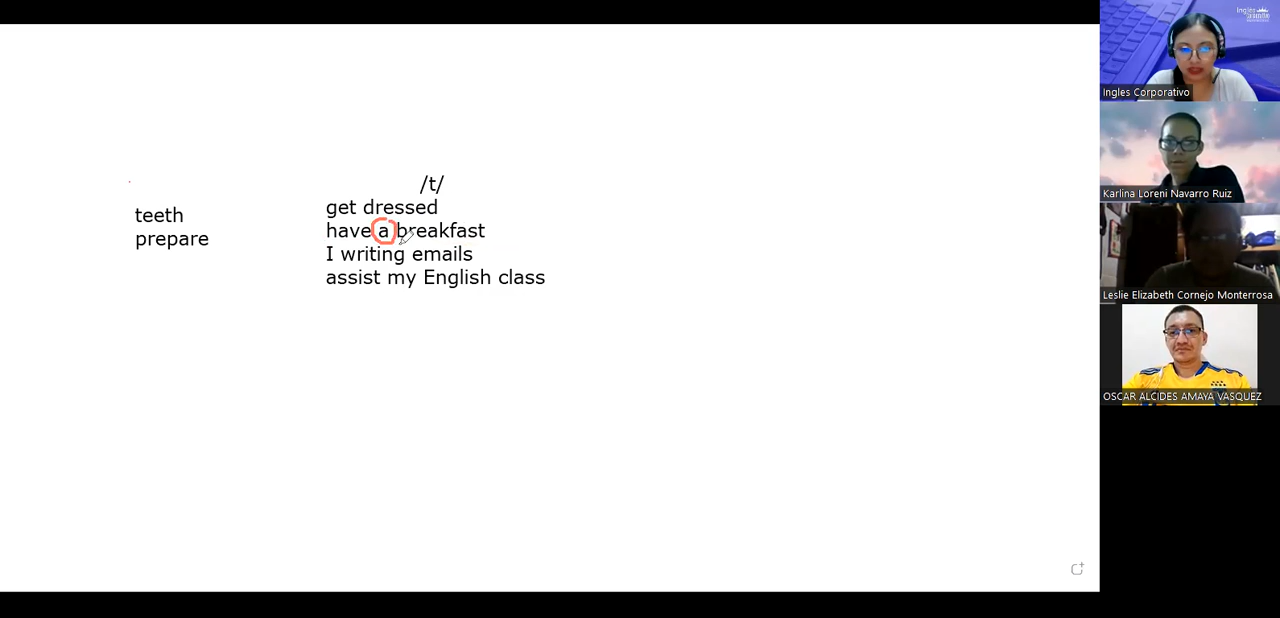 teeth
prepare
/t/
get dressed
have a breakfast
I writing emails
assist my English class
Ingles Corporativo
Karlina Loreni Navarro Ruiz
Leslie Elizabeth Cornejo Monterrosa
OSCAR ALCIDES AMAYA VASQUEZ